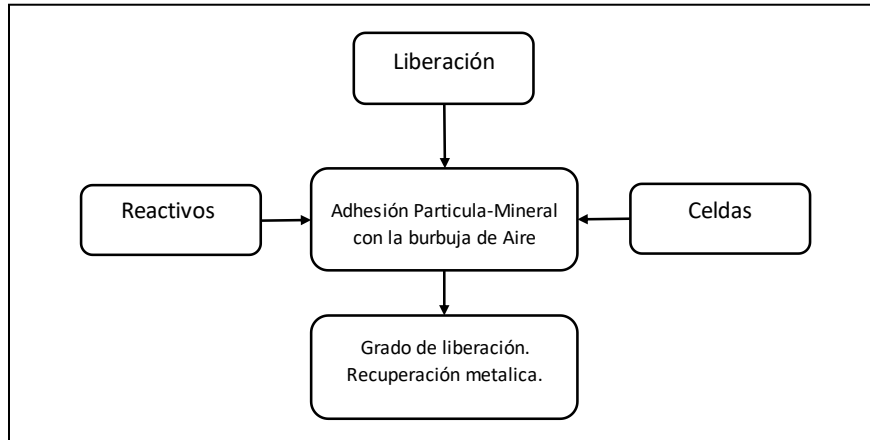 Liberación
Reactivos
Adhesión Particula-Mineral
con la burbuja de Aire
Celdas
Grado de liberación.
Recuperación metalica.